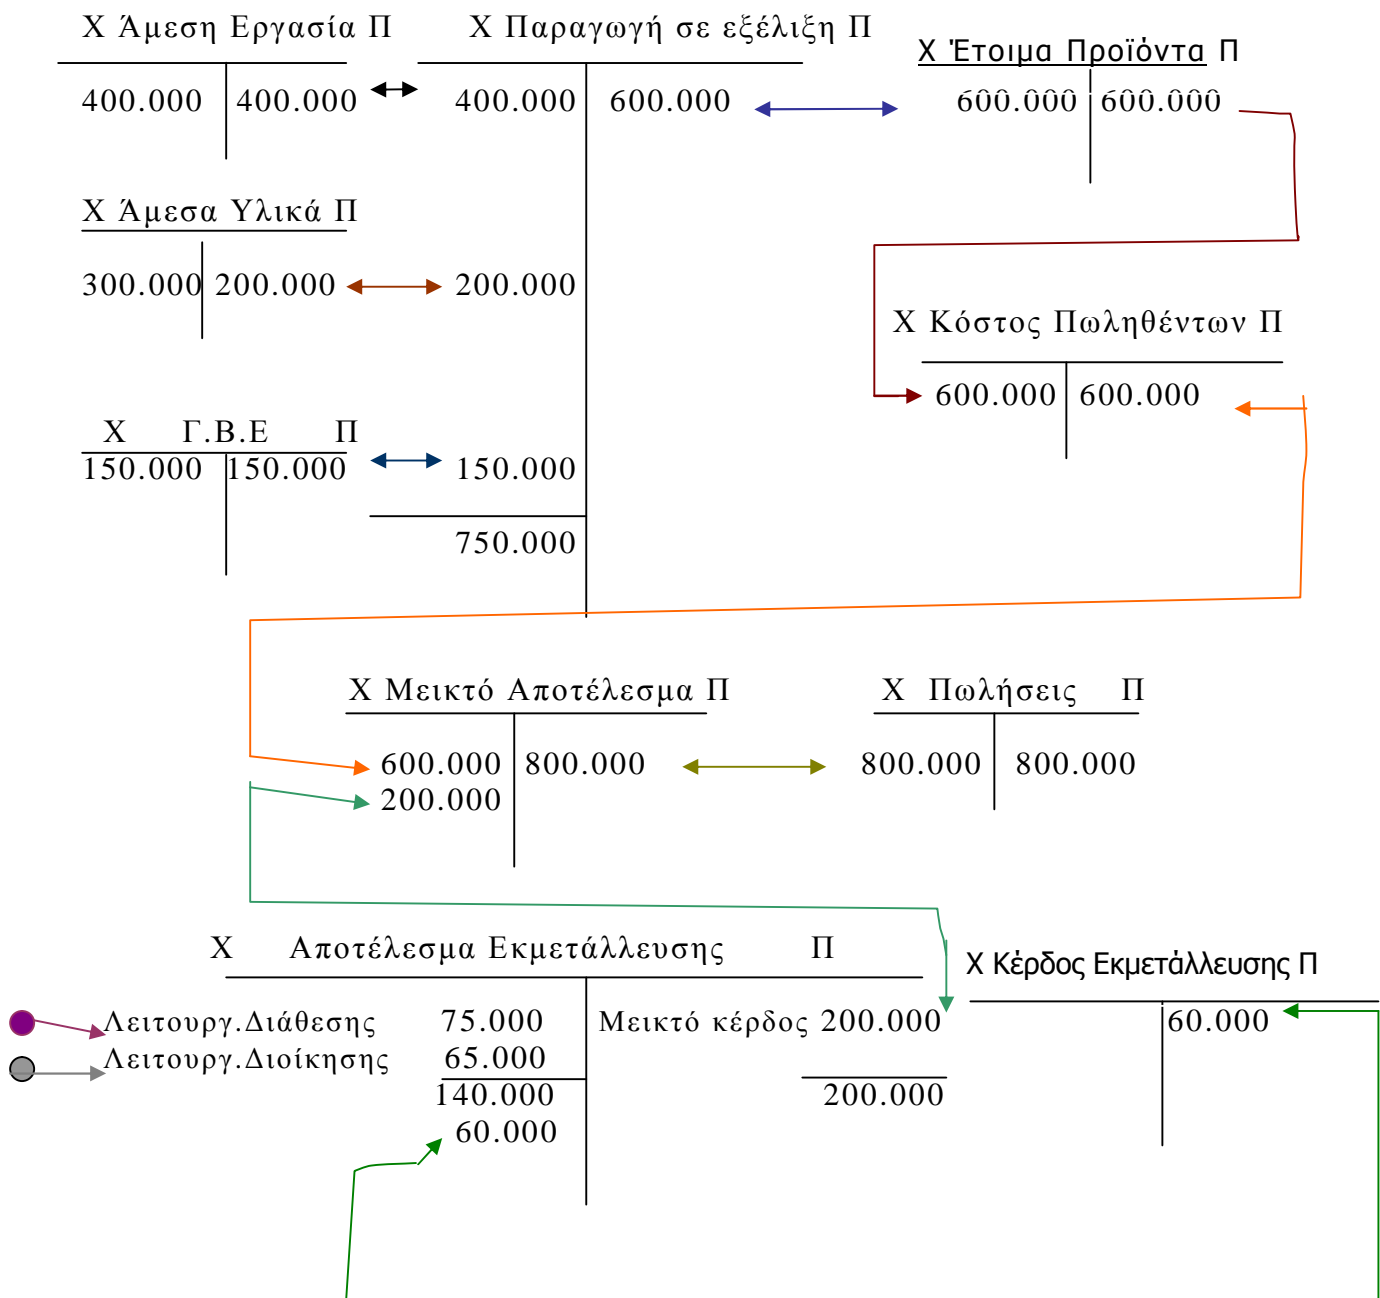 Χ Άμεση Εργασία Π
Χ Παραγωγή σε εξέλιξη Π
Χ Έτοιμα Προϊόντα Π
400.000 400.000
400.000 600.000
600.000 600.000
Χ Άμεσα Υλικά Π
300.000 200.000
200.000
Χ Κόστος Πωληθέντων Π
600.000 600.000
Χ Γ.Β.Ε Π
150.000 150.000
150.000
750.000
Χ Μεικτό Αποτέλεσμα Π
Χ Πωλήσεις Π
600.000 800.000
800.000 800.000
200.000
Χ Αποτέλεσμα Εκμετάλλευσης Π
Χ Κέρδος Εκμετάλλευσης Π
Λειτουργ.Διάθεσης 75.000 Μεικτό κέρδος 200.000
60.000
Λειτουργ.Διοίκησης 65.000
140.000 200.000
60.000